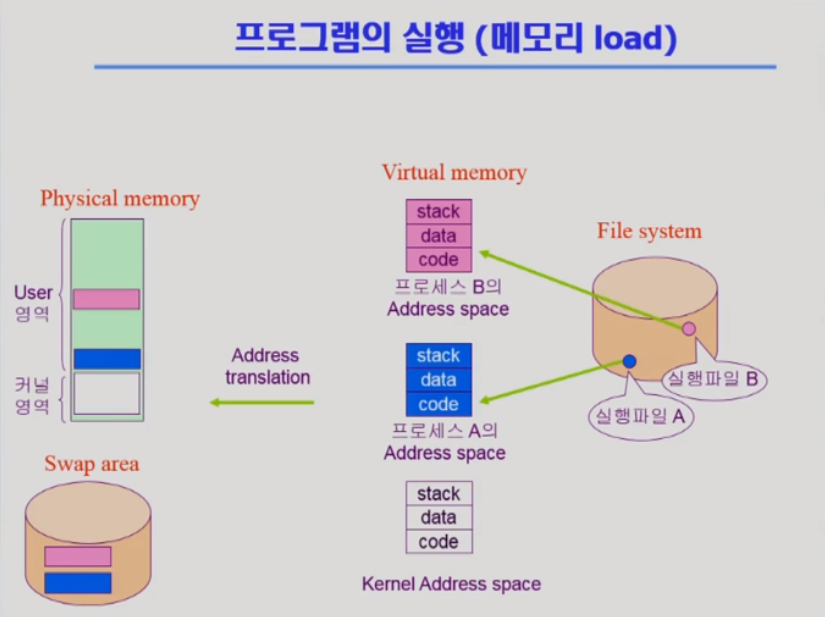 프로그램의 실행 (메모리 load)
Physical memory
User
영역
커널
영역
Swap area
Address
translation
Virtual memory
stack
data
code
프로세스 B의
Address space
stack
data
code
프로세스 A의
Address space
stack
data
code
Kernel Address space
File system
실행파일 B
실행파일 A